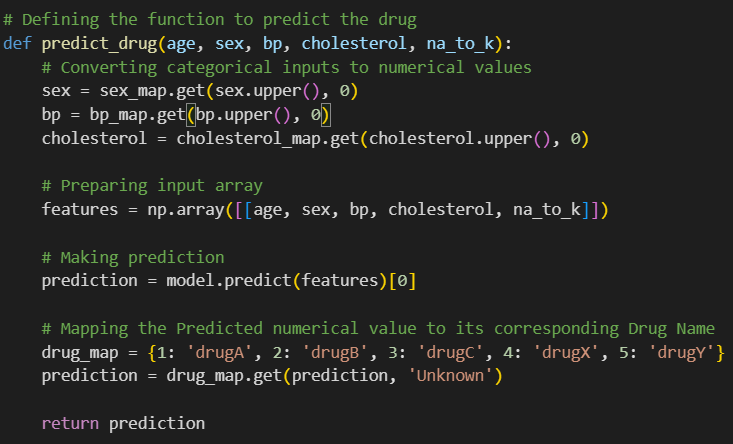 # Defining the function to predict the drug
def predict_drug(age, sex, bp, cholesterol, na_to_k):
    # Converting categorical inputs to numerical values
    sex = sex_map.get(sex.upper(), 0)
    bp = bp_map.get(bp.upper(), 0)
    cholesterol = cholesterol_map.get(cholesterol.upper(), 0)

    # Preparing input array
    features = np.array([[age, sex, bp, cholesterol, na_to_k]])

    # Making prediction
    prediction = model.predict(features)[0]

    # Mapping the Predicted numerical value to its corresponding Drug Name
    drug_map = {1: 'drugA', 2: 'drugB', 3: 'drugC', 4: 'drugX', 5: 'drugY'}
    prediction = drug_map.get(prediction, 'Unknown')

    return prediction